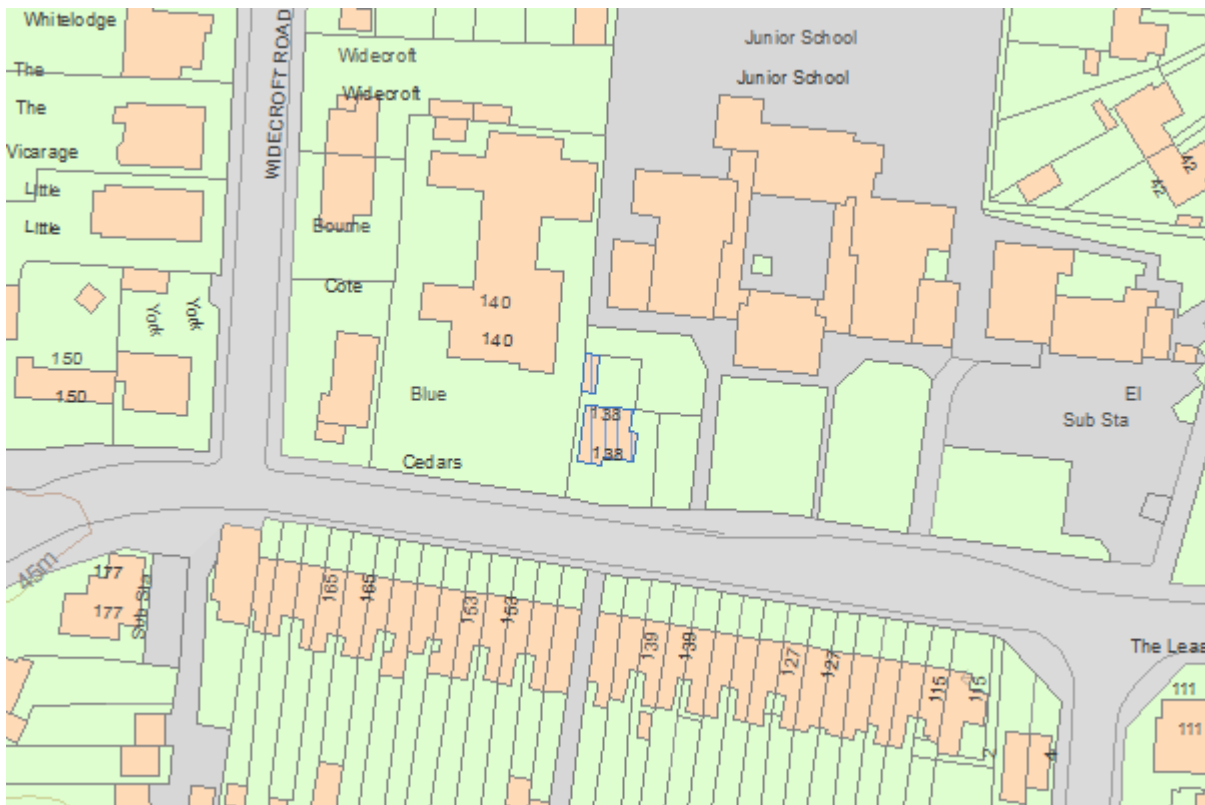 Whitelodge
The
The
Vicarage
Little
Little
WIDECROFT ROAD
Widecroft
Widecroft
Bourne
Cote
York
York
150
150
140
140
Blue
Cedars
138
138
Junior School
Junior School
42
42
El
Sub Sta
45m
177
177
Sub Sta
165
165
153
153
139
139
127
127
115
115
2
4
The Leas
111
111